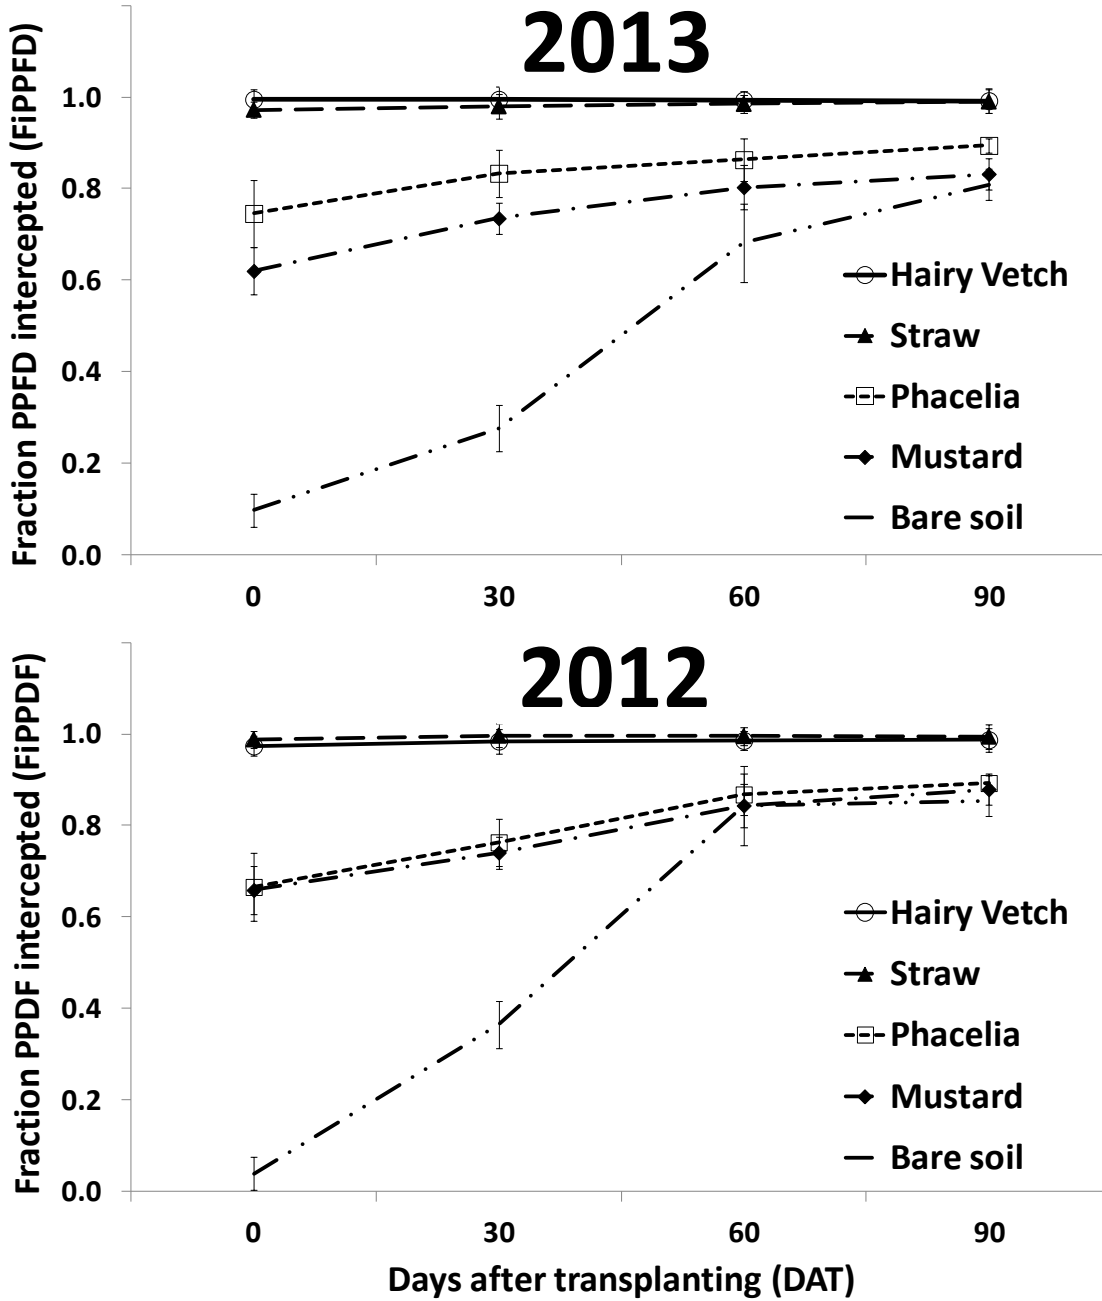 2013
Fraction PPFD intercepted (FiPPFD)
1.0
0.8
0.6
0.4
0.2
0.0
Hairy Vetch
Straw
Phacelia
Mustard
Bare soil
0 30 60 90
2012
Fraction PPDF intercepted (FiPPDF)
1.0
0.8
0.6
0.4
0.2
0.0
Hairy Vetch
Straw
Phacelia
Mustard
Bare soil
0 30 60 90
Days after transplanting (DAT)